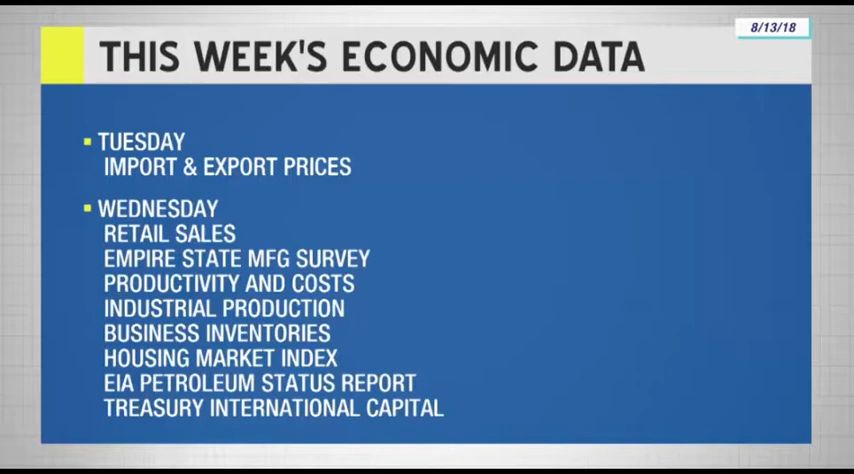 8/13/18
THIS WEEK'S ECONOMIC DATA
TUESDAY
IMPORT & EXPORT PRICES
WEDNESDAY
RETAIL SALES
EMPIRE STATE MFG SURVEY
PRODUCTIVITY AND COSTS
INDUSTRIAL PRODUCTION
BUSINESS INVENTORIES
HOUSING MARKET INDEX
EIA PETROLEUM STATUS REPORT
TREASURY INTERNATIONAL CAPITAL